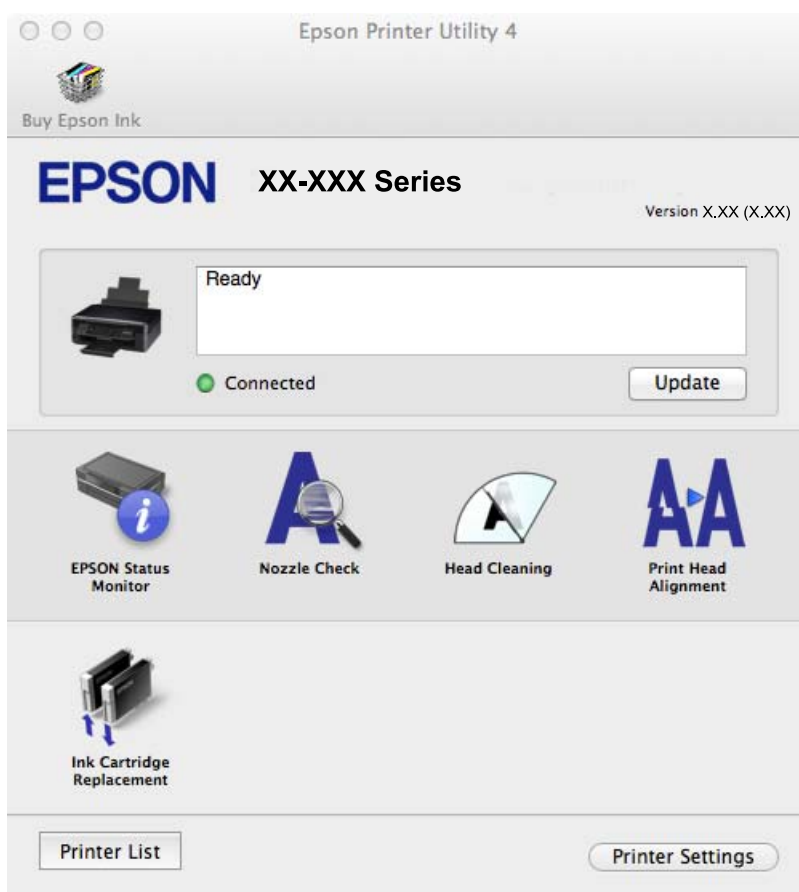 Epson Printer Utility 4
Buy Epson Ink
EPSON XX-XXX Series
Version X.XX (X.XX)
Ready
Connected
Update
EPSON Status
Monitor
Nozzle Check
Head Cleaning
Print Head
Alignment
Ink Cartridge
Replacement
Printer List
Printer Settings